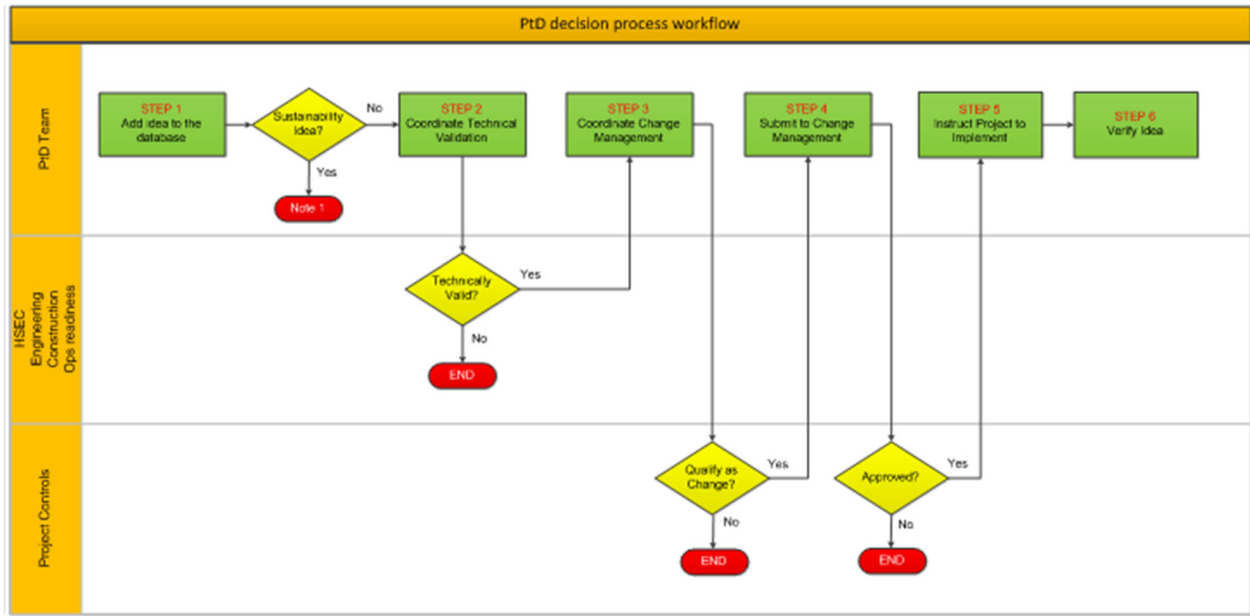 PtD decision process workflow
PtD Team
STEP 1
Add idea to the
database
Sustainability
Idea?
No
Yes
Note 1
STEP 2
Coordinate Technical
Validation
STEP 3
Coordinate Change
Management
STEP 4
Submit to Change
Management
STEP 5
Instruct Project to
Implement
STEP 6
Verify Idea
HSEC
Engineering
Construction
Ops readiness
Technically
Valid?
Yes
No
END
Project Controls
Qualify as
Change?
Yes
No
END
Approved?
Yes
No
END